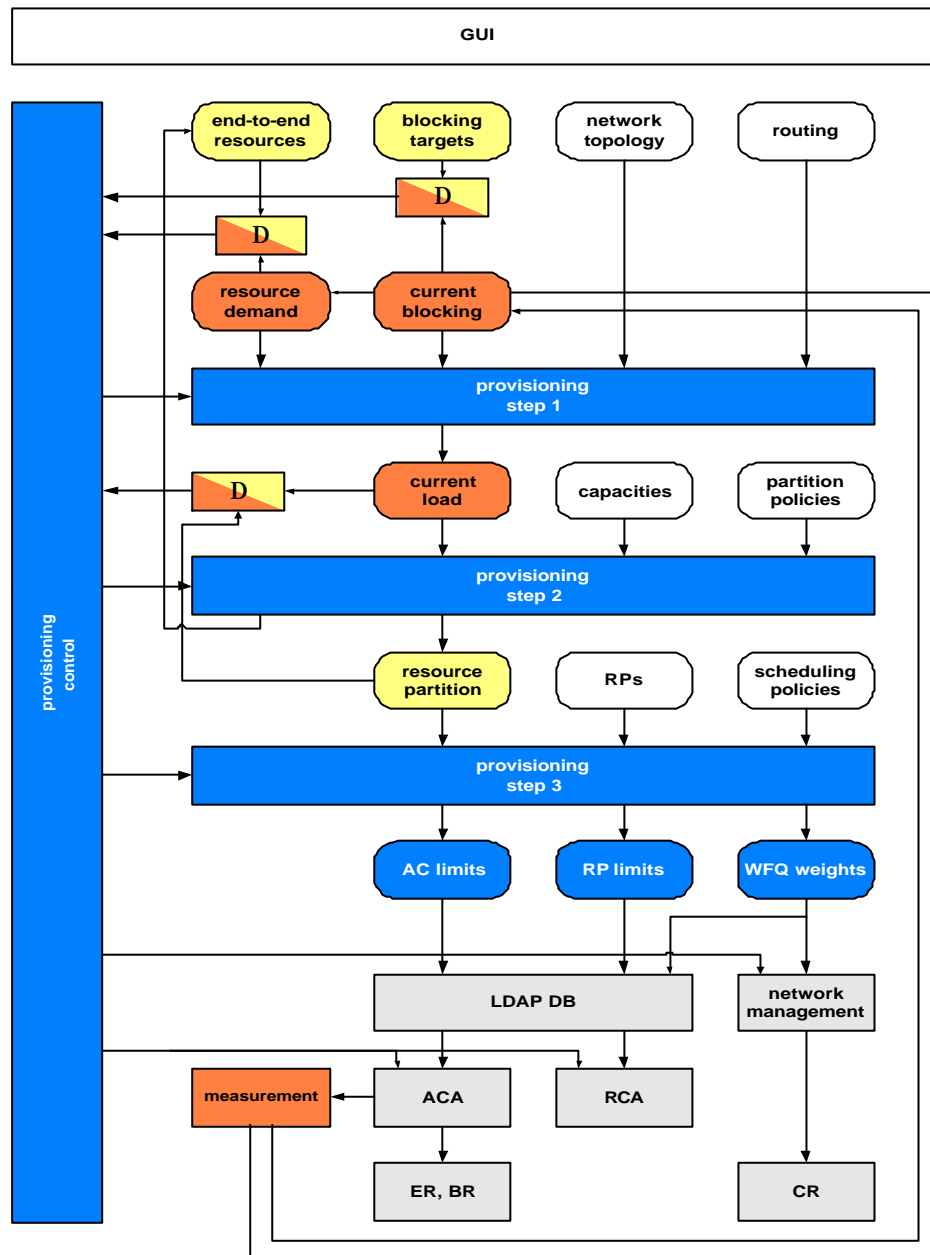 GUI
end-to-end
resources
blocking
targets
network
topology
routing
D
D
resource
demand
current
blocking
provisioning
step 1
D
current
load
capacities
partition
policies
provisioning
step 2
provisioning
control
resource
partition
RPs
scheduling
policies
provisioning
step 3
AC limits
RP limits
WFQ weights
LDAP DB
network
management
measurement
ACA
RCA
ER, BR
CR